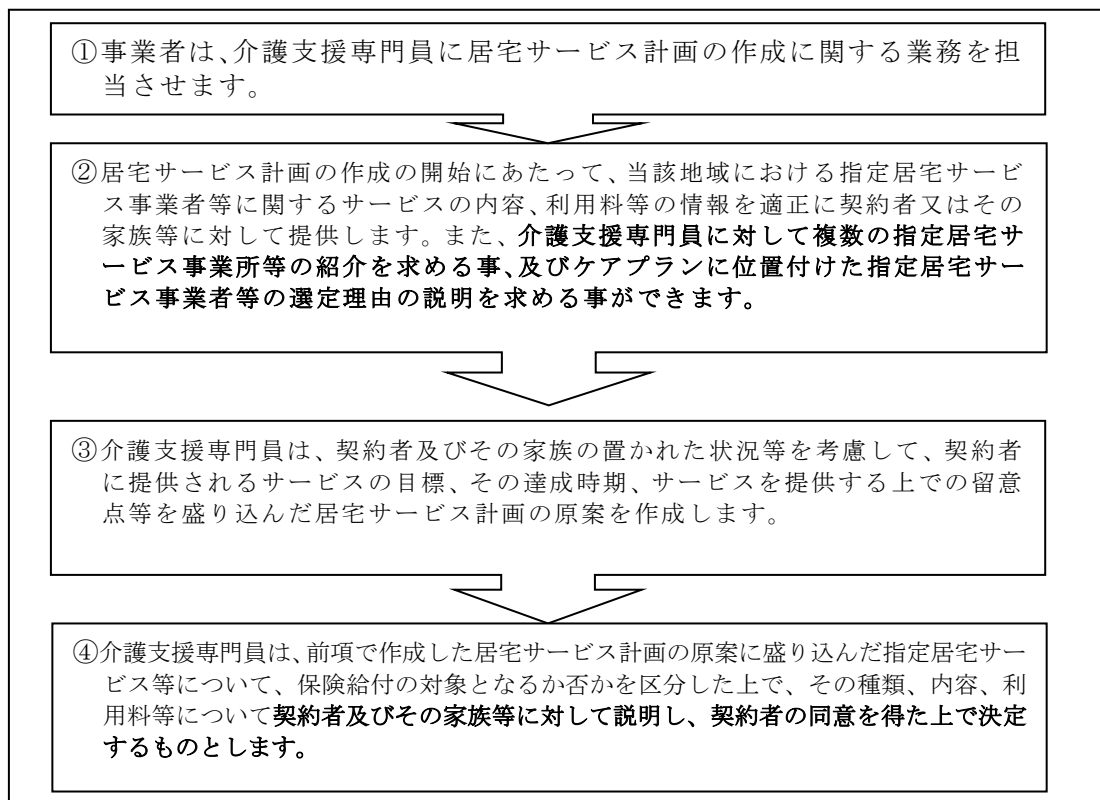 ①事業者は、介護支援専門員に居宅サービス計画の作成に関する業務を担
当させます。
②居宅サービス計画の作成の開始にあたって、当該地域における指定居宅サービ
ス事業者等に関するサービスの内容、利用料等の情報を適正に契約者又はその
家族等に対して提供します。また、介護支援専門員に対して複数の指定居宅サ
ービス事業所等の紹介を求める事、及びケアプランに位置付けた指定居宅サー
ビス事業者等の選定理由の説明を求める事ができます。
③介護支援専門員は、契約者及びその家族の置かれた状況等を考慮して、契約者
に提供されるサービスの目標、その達成時期、サービスを提供する上での留意
点等を盛り込んだ居宅サービス計画の原案を作成します。
④介護支援専門員は、前項で作成した居宅サービス計画の原案に盛り込んだ指定居宅サー
ビス等について、保険給付の対象となるか否かを区分した上で、その種類、内容、利
用料等について契約者及びその家族等に対して説明し、契約者の同意を得た上で決定
するものとします。